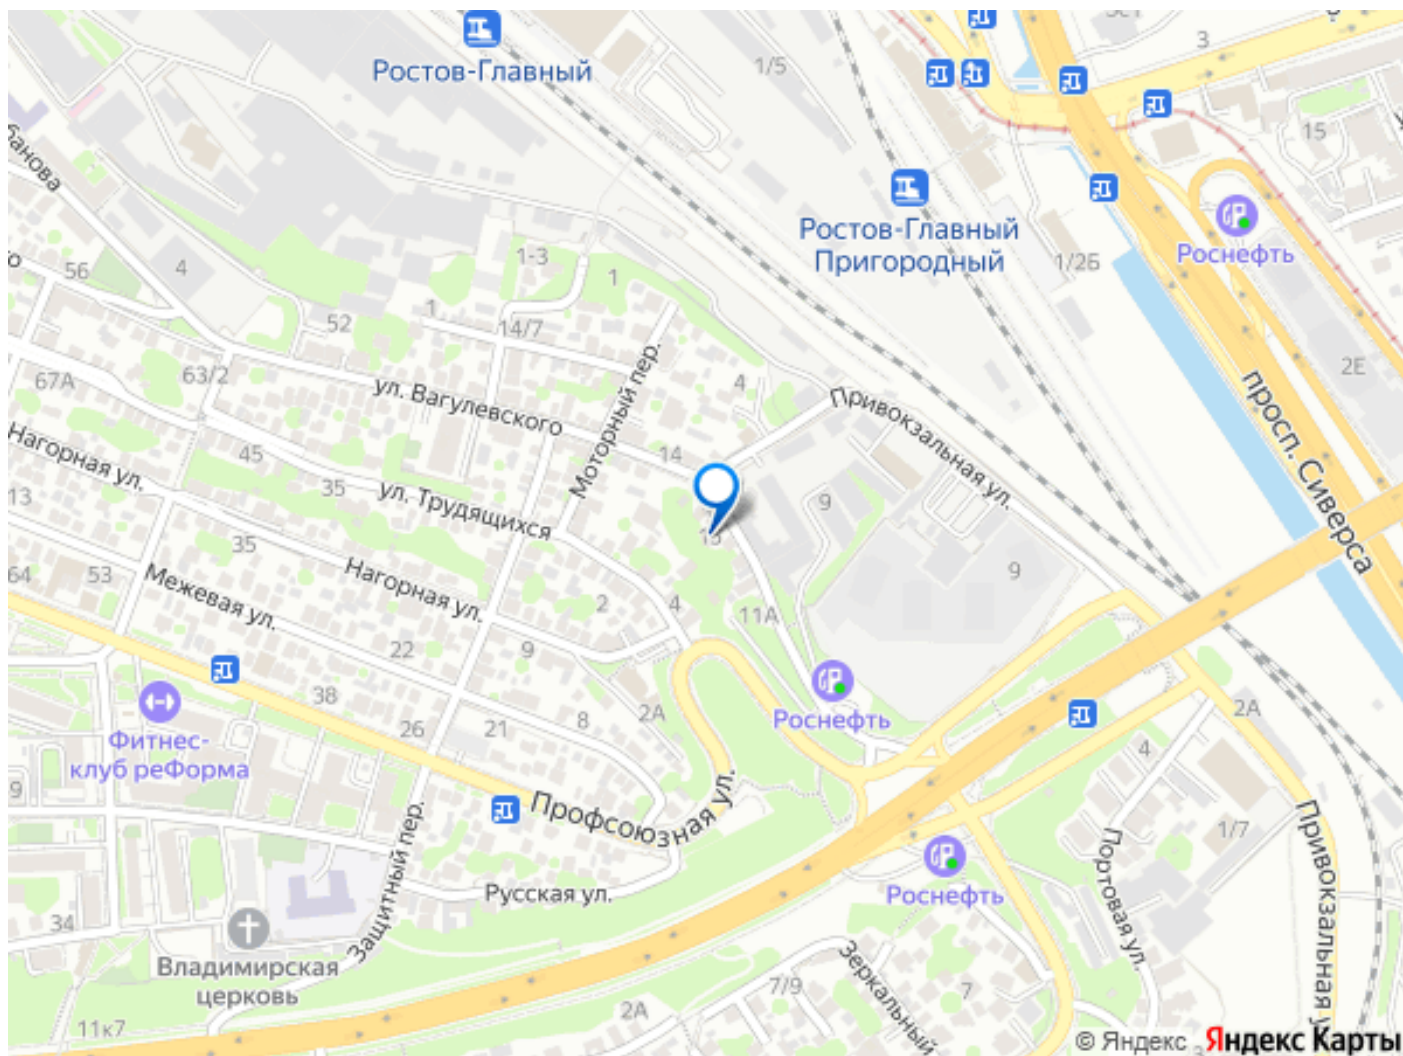 Ростов-Главный
1/5
3
15
Ростов-Главный
Пригородный
1/2Б
Роснефть
2Е
просп. Сиверса
банова
56
4
1-3
1
1
52
14/7
63/2
67А
ул. Вагулевского
Моторный пер.
4
14
Привокзальная ул.
Нагорная ул.
13
45
35
ул. Трудящихся
9
9
35
Нагорная ул.
64
53
Межевая ул.
2
4
11А
22
9
38
26
21
8
2А
Роснефть
2А
4
Фитнес-
клуб реФорма
9
Профсоюзная ул.
Защитный пер.
Русская ул.
Роснефть
1/7
Портовая ул.
Привокзальная у
34
Владимирская
церковь
11к7
2А
7/9
7
Зеркальный
© Яндекс Яндекс Карты